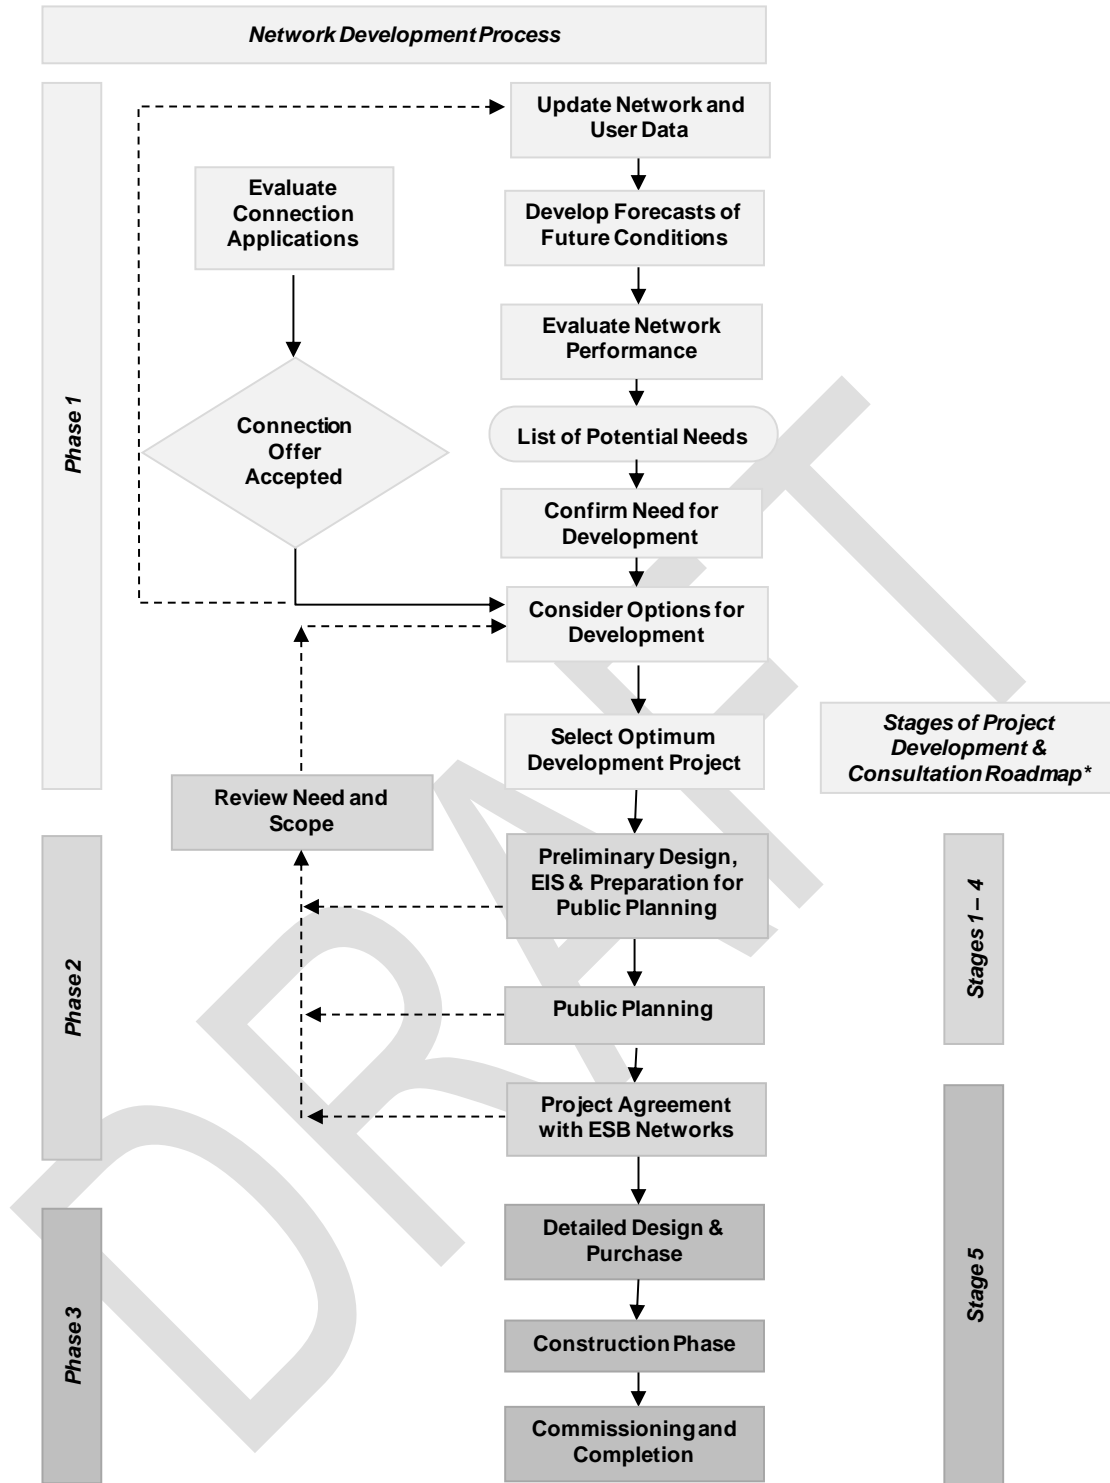 Network Development Process
Phase 1
Update Network and
User Data
Evaluate
Connection
Applications
Develop Forecasts of
Future Conditions
Evaluate Network
Performance
Connection
Offer
Accepted
List of Potential Needs
Confirm Need for
Development
Consider Options for
Development
Select Optimum
Development Project
Stages of Project
Development &
Consultation Roadmap*
Review Need and
Scope
Phase 2
Preliminary Design,
EIS & Preparation for
Public Planning
Stages 1 – 4
Public Planning
Project Agreement
with ESB Networks
Phase 3
Detailed Design &
Purchase
Stage 5
Construction Phase
Commissioning and
Completion
DRAFT